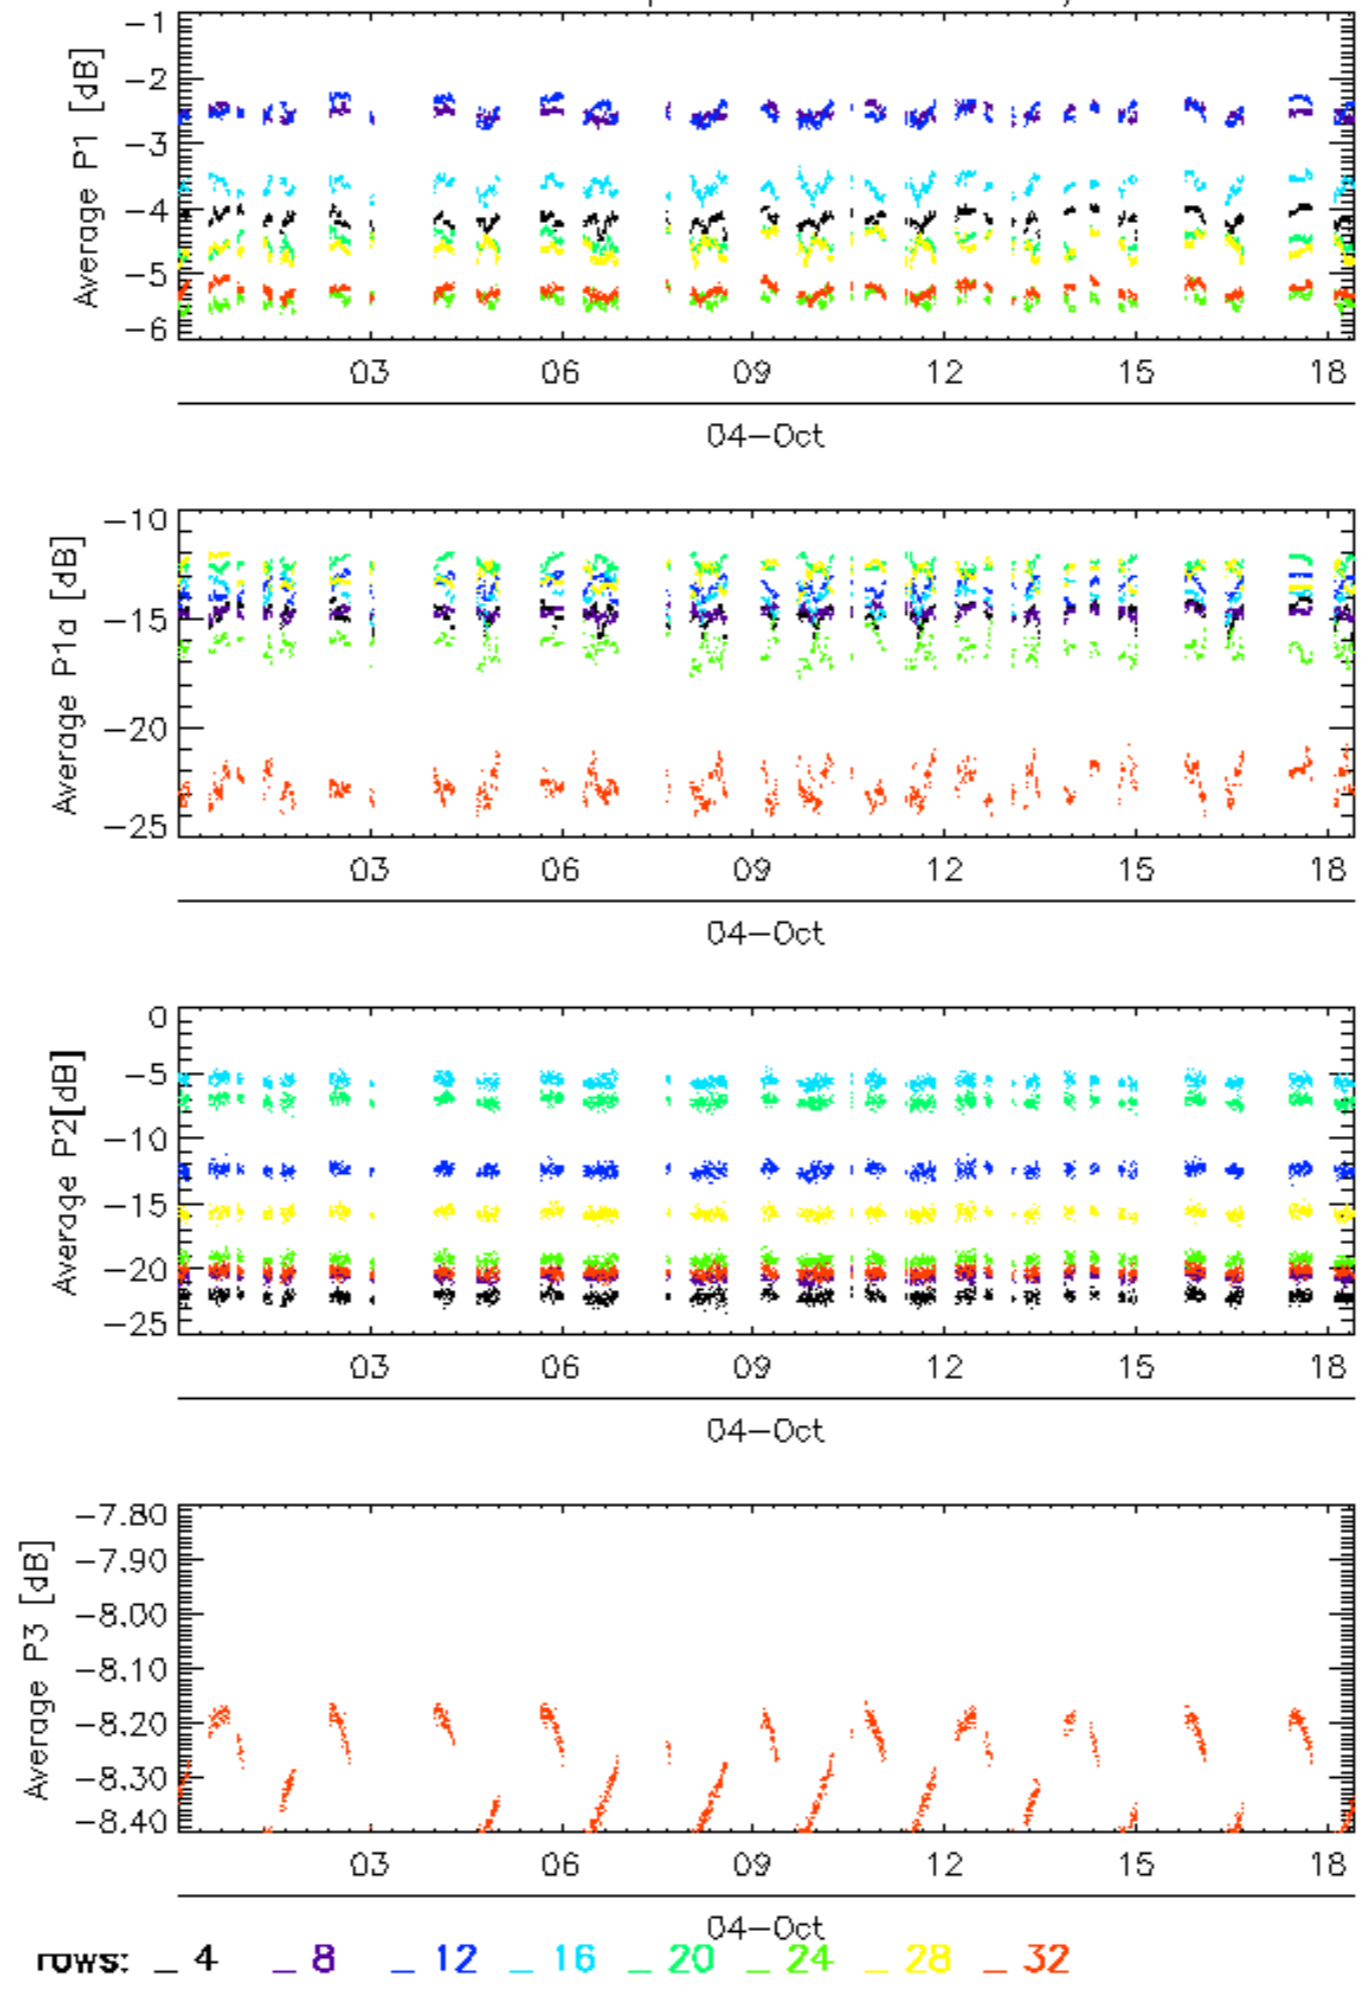 Average P1 [dB]
-1
-2
-3
-4
-5
-6
03 06 09 12 15 18
04-Oct
Average P1a [dB]
-10
-15
-20
-25
03 06 09 12 15 18
04-Oct
Average P2[dB]
0
-5
-10
-15
-20
-25
03 06 09 12 15 18
04-Oct
Average P3 [dB]
-7.80
-7.90
-8.00
-8.10
-8.20
-8.30
-8.40
03 06 09 12 15 18
04-Oct
rows: _ 4 _ 8 _ 12 _ 16 _ 20 _ 24 _ 28 _ 32